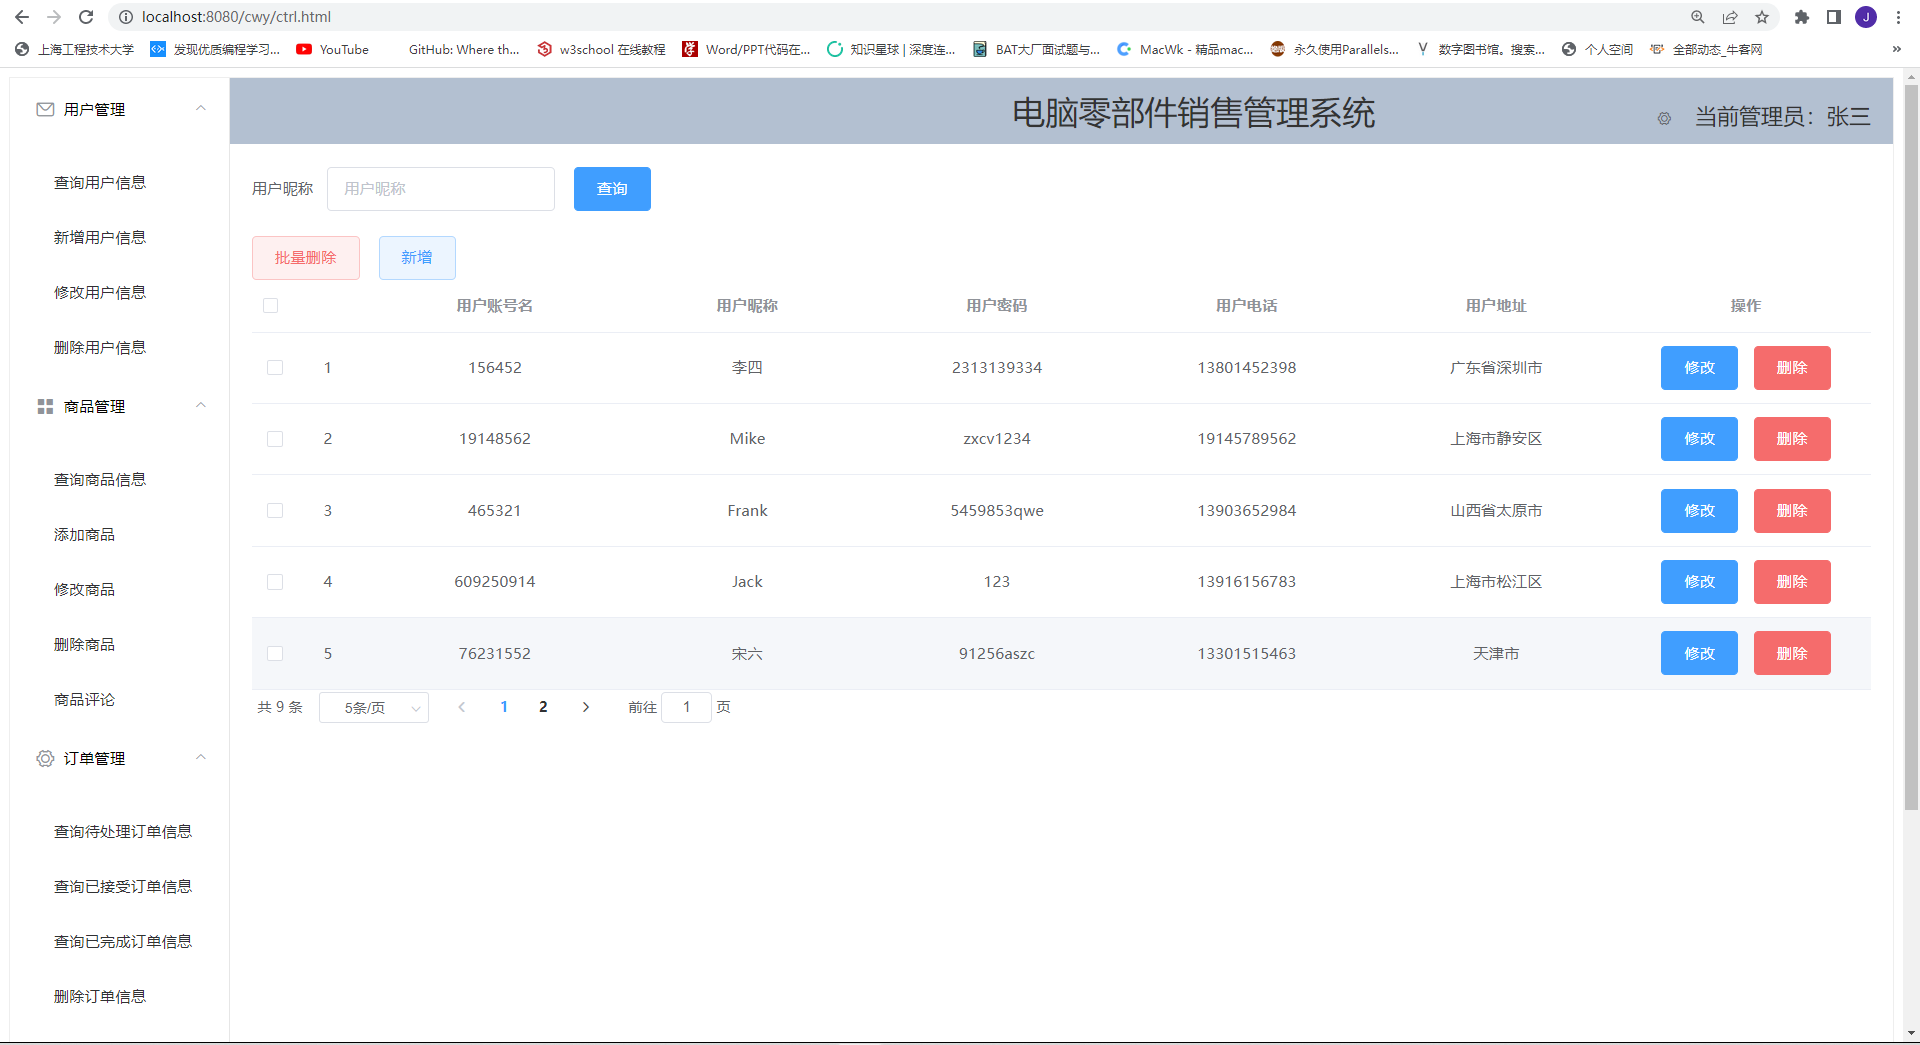 localhost:8080/cwy/ctrl.html
J
上海工程技术大学 发现优质编程学习... YouTube GitHub: Where th... w3school 在线教程 Word/PPT代码在... 知识星球 | 深度连... BAT大厂面试题与... MacWk - 精品mac... 永久使用Parallels... 数字图书馆。搜索... 个人空间 全部动态_牛客网 »
用户管理
查询用户信息
新增用户信息
修改用户信息
删除用户信息
商品管理
查询商品信息
添加商品
修改商品
删除商品
商品评论
订单管理
查询待处理订单信息
查询已接受订单信息
查询已完成订单信息
删除订单信息
电脑零部件销售管理系统
当前管理员：张三
用户昵称 用户昵称 查询
批量删除 新增
用户账号名 用户昵称 用户密码 用户电话 用户地址 操作
1 156452 李四 2313139334 13801452398 广东省深圳市 修改 删除
2 19148562 Mike zxcv1234 19145789562 上海市静安区 修改 删除
3 465321 Frank 5459853qwe 13903652984 山西省太原市 修改 删除
4 609250914 Jack 123 13916156783 上海市松江区 修改 删除
5 76231552 宋六 91256aszc 13301515463 天津市 修改 删除
共 9 条 5条/页 1 2 前往 1 页